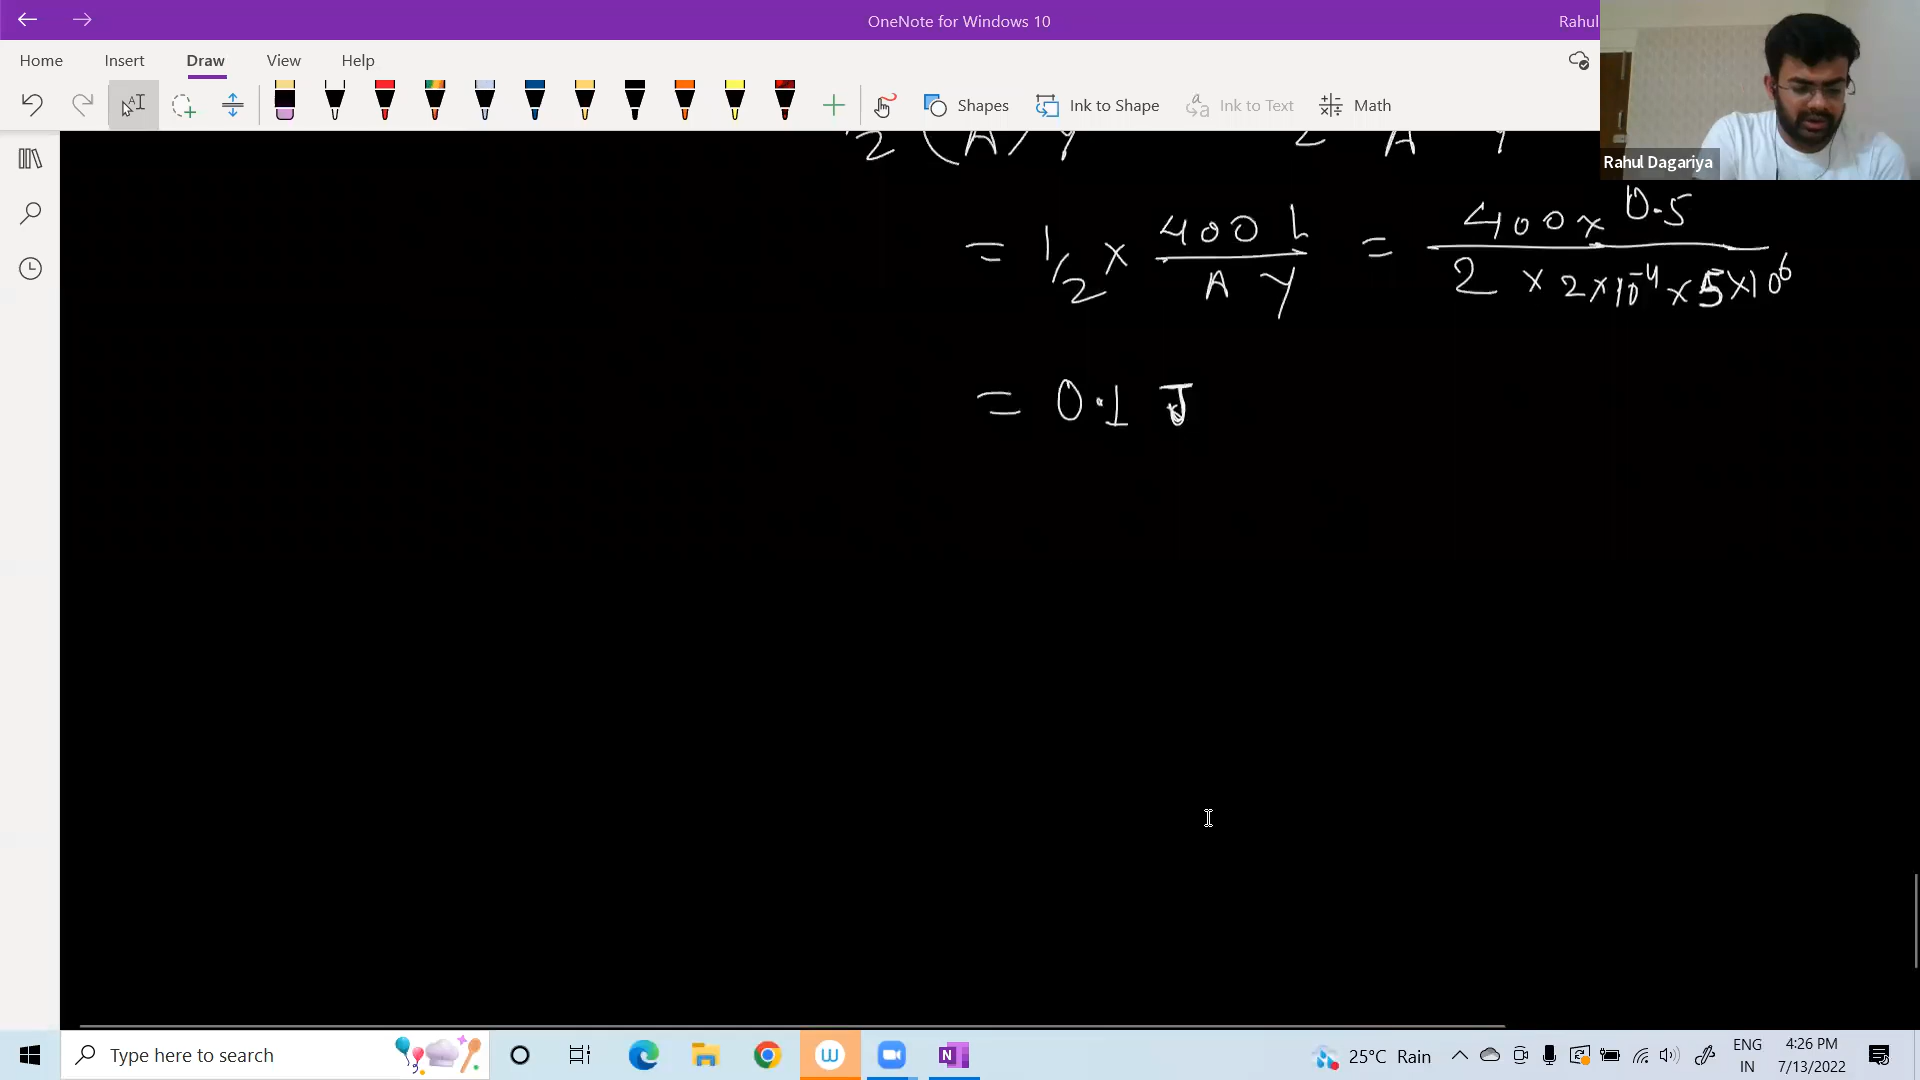 OneNote for Windows 10
Rahul
Home Insert Draw View Help
Shapes Ink to Shape Ink to Text Math
Rahul Dagariya
= 1/2 × 400 L / A Y = 400 × 0.5 / 2 × 2×10^-4 × 5×10^6
= 0.1 J
Type here to search
25°C Rain
ENG
IN
4:26 PM
7/13/2022